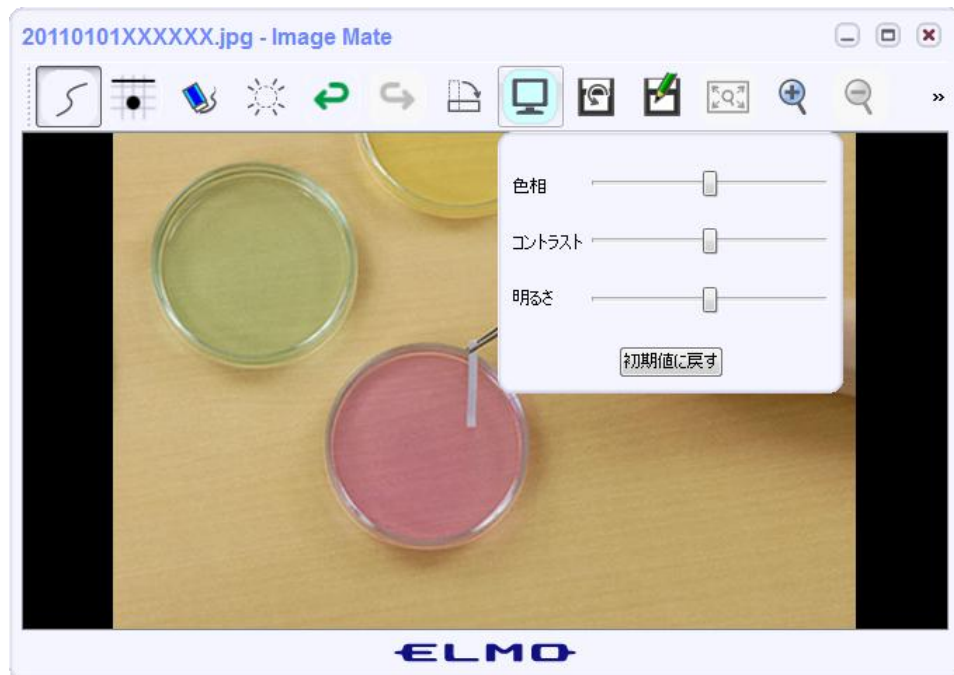 20110101XXXXXX.jpg - Image Mate
»
色相
コントラスト
明るさ
初期値に戻す
ELMO